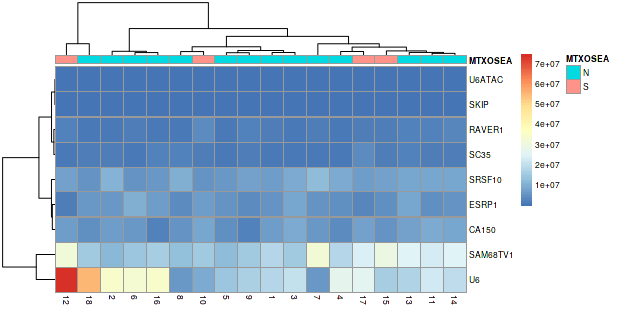 MTXOSEA
U6ATAC
SKIP
RAVER1
SC35
SRSF10
ESRP1
CA150
SAM68TV1
U6
12 18 2 6 16 8 10 5 9 1 3 7 4 17 15 13 11 14
7e+07
6e+07
5e+07
4e+07
3e+07
2e+07
1e+07
MTXOSEA
N
S